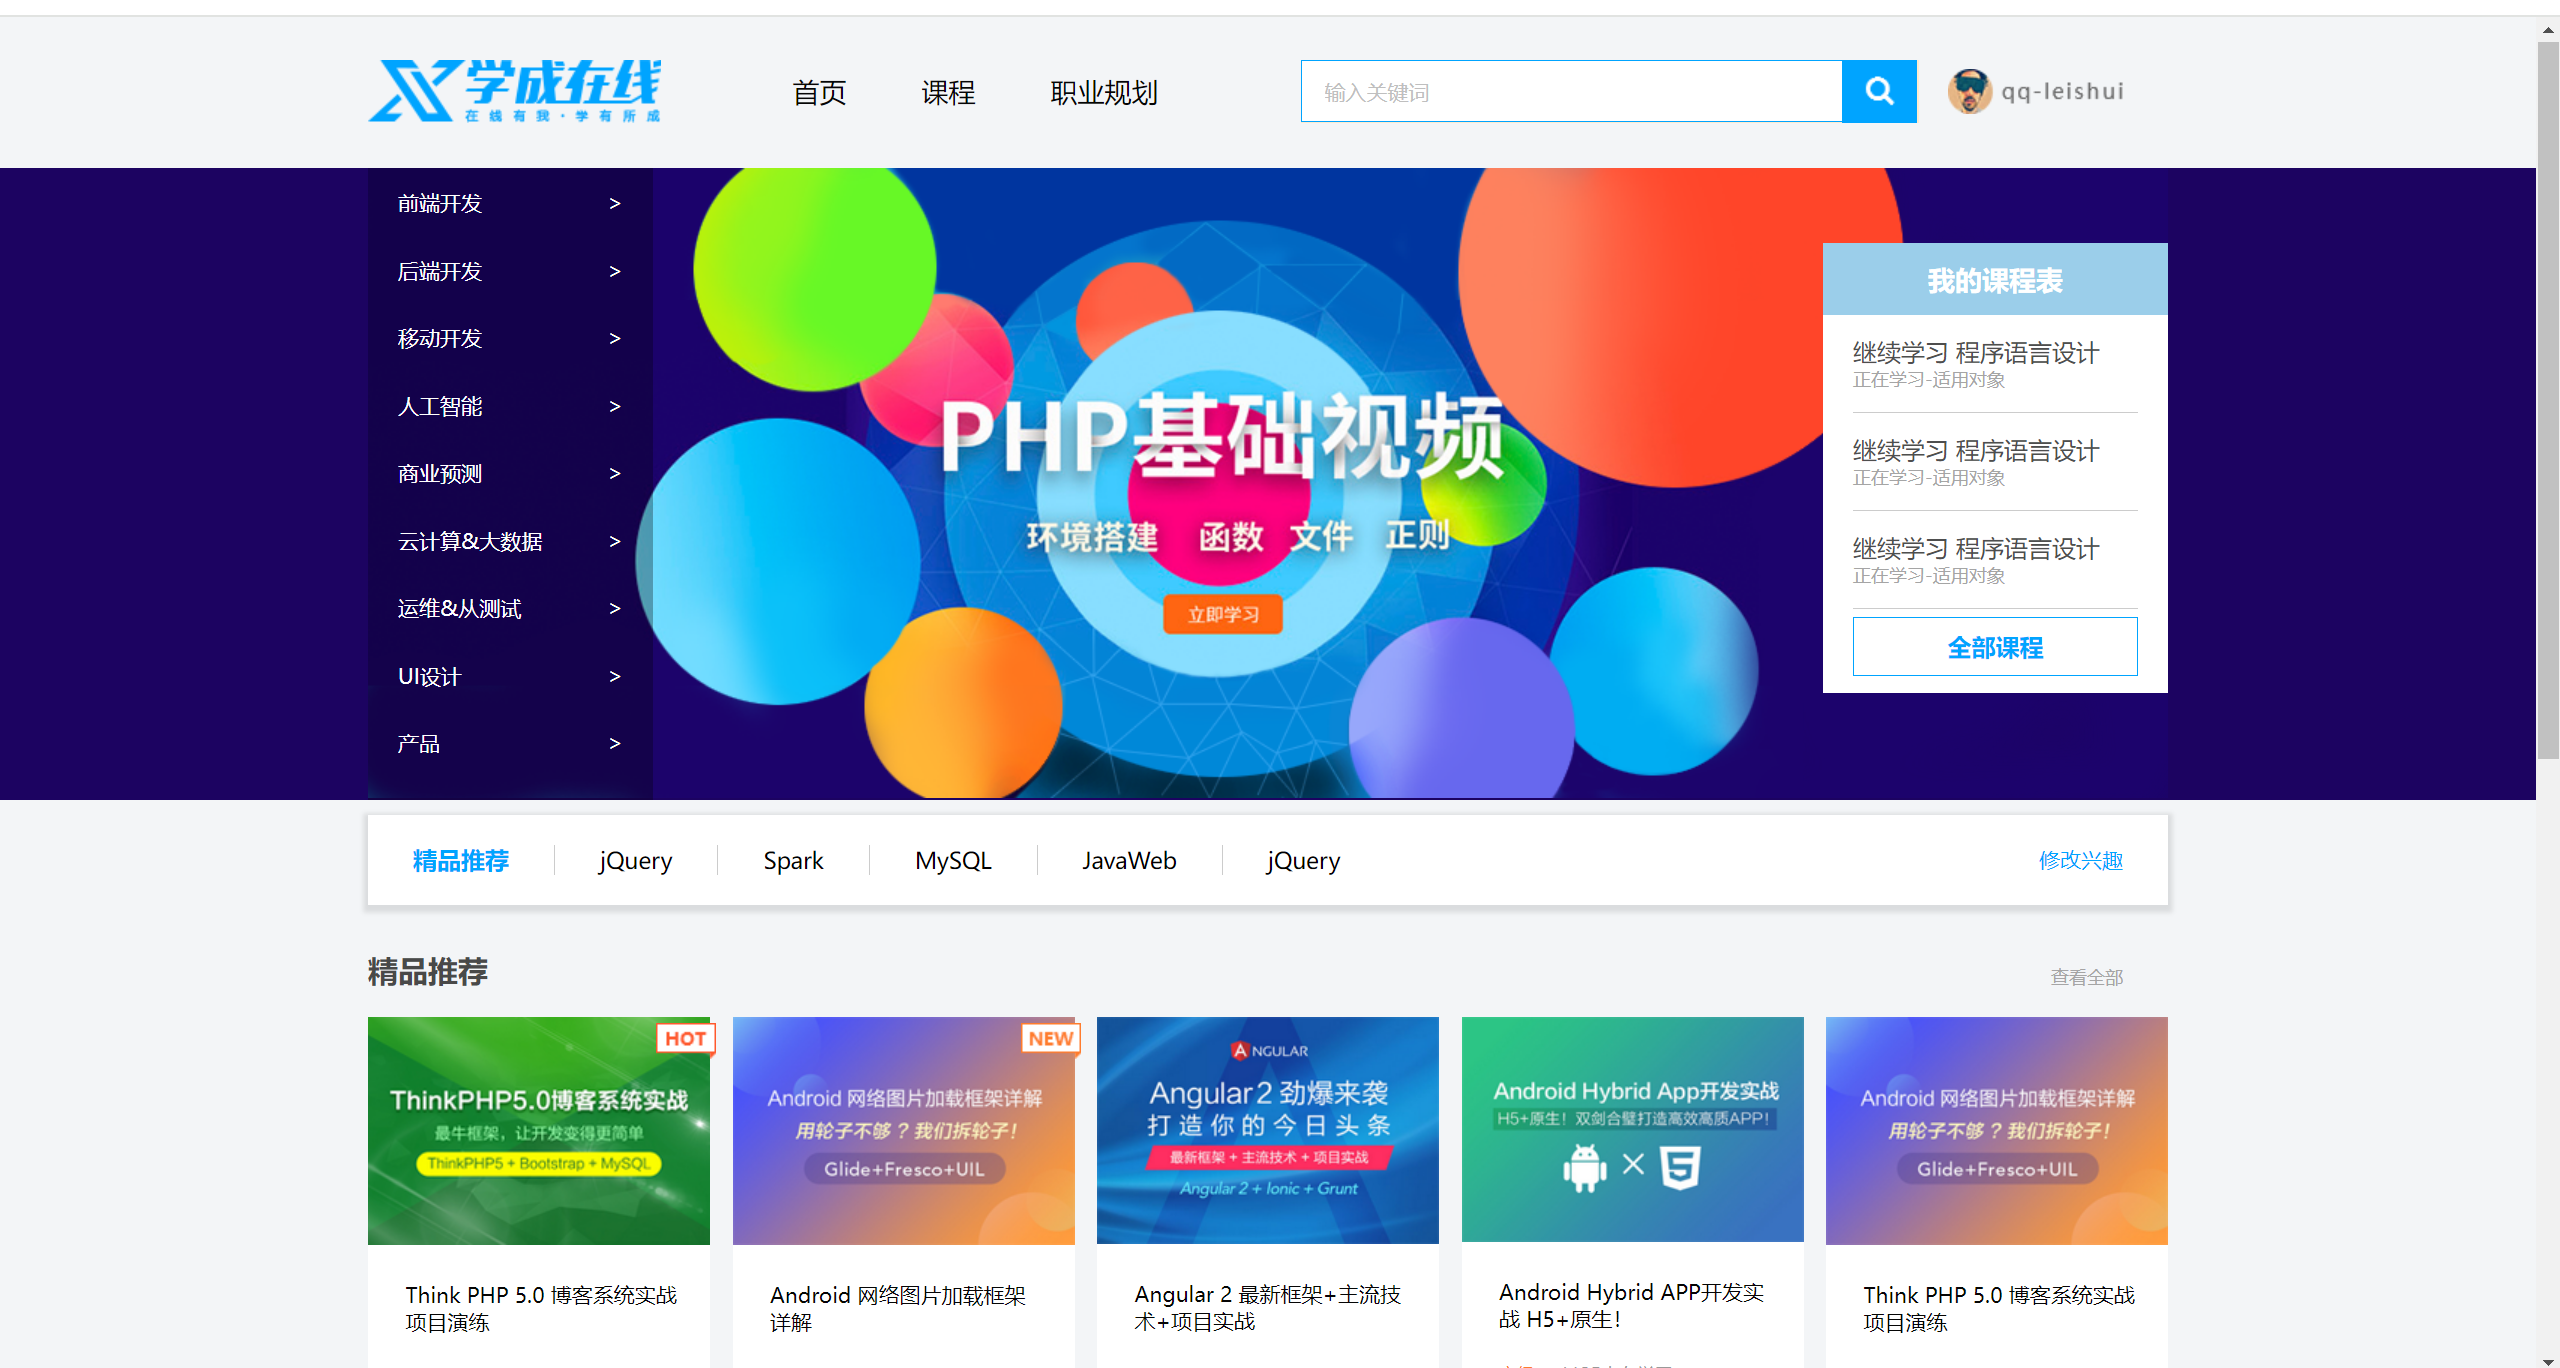 学成在线
在线有我·学有所成
首页
课程
职业规划
输入关键词
qq-leishui
前端开发 >
后端开发 >
移动开发 >
人工智能 >
商业预测 >
云计算&大数据 >
运维&从测试 >
UI设计 >
产品 >
PHP基础视频
环境搭建 函数 文件 正则
立即学习
我的课程表
继续学习 程序语言设计
正在学习-适用对象
继续学习 程序语言设计
正在学习-适用对象
继续学习 程序语言设计
正在学习-适用对象
全部课程
精品推荐
jQuery
Spark
MySQL
JavaWeb
jQuery
修改兴趣
精品推荐
查看全部
HOT
ThinkPHP5.0博客系统实战
最牛框架，让开发变得更简单
ThinkPHP5 + Bootstrap + MySQL
Think PHP 5.0 博客系统实战
项目演练
NEW
Android 网络图片加载框架详解
用轮子不够？我们拆轮子！
Glide+Fresco+UIL
Android 网络图片加载框架
详解
ANGULAR
Angular2 劲爆来袭
打造你的今日头条
最新框架 + 主流技术 + 项目实战
Angular 2 + Ionic + Grunt
Angular 2 最新框架+主流技
术+项目实战
Android Hybrid App开发实战
H5+原生！双剑合璧打造高效高质APP！
Android Hybrid APP开发实
战 H5+原生！
Android 网络图片加载框架详解
用轮子不够？我们拆轮子！
Glide+Fresco+UIL
Think PHP 5.0 博客系统实战
项目演练